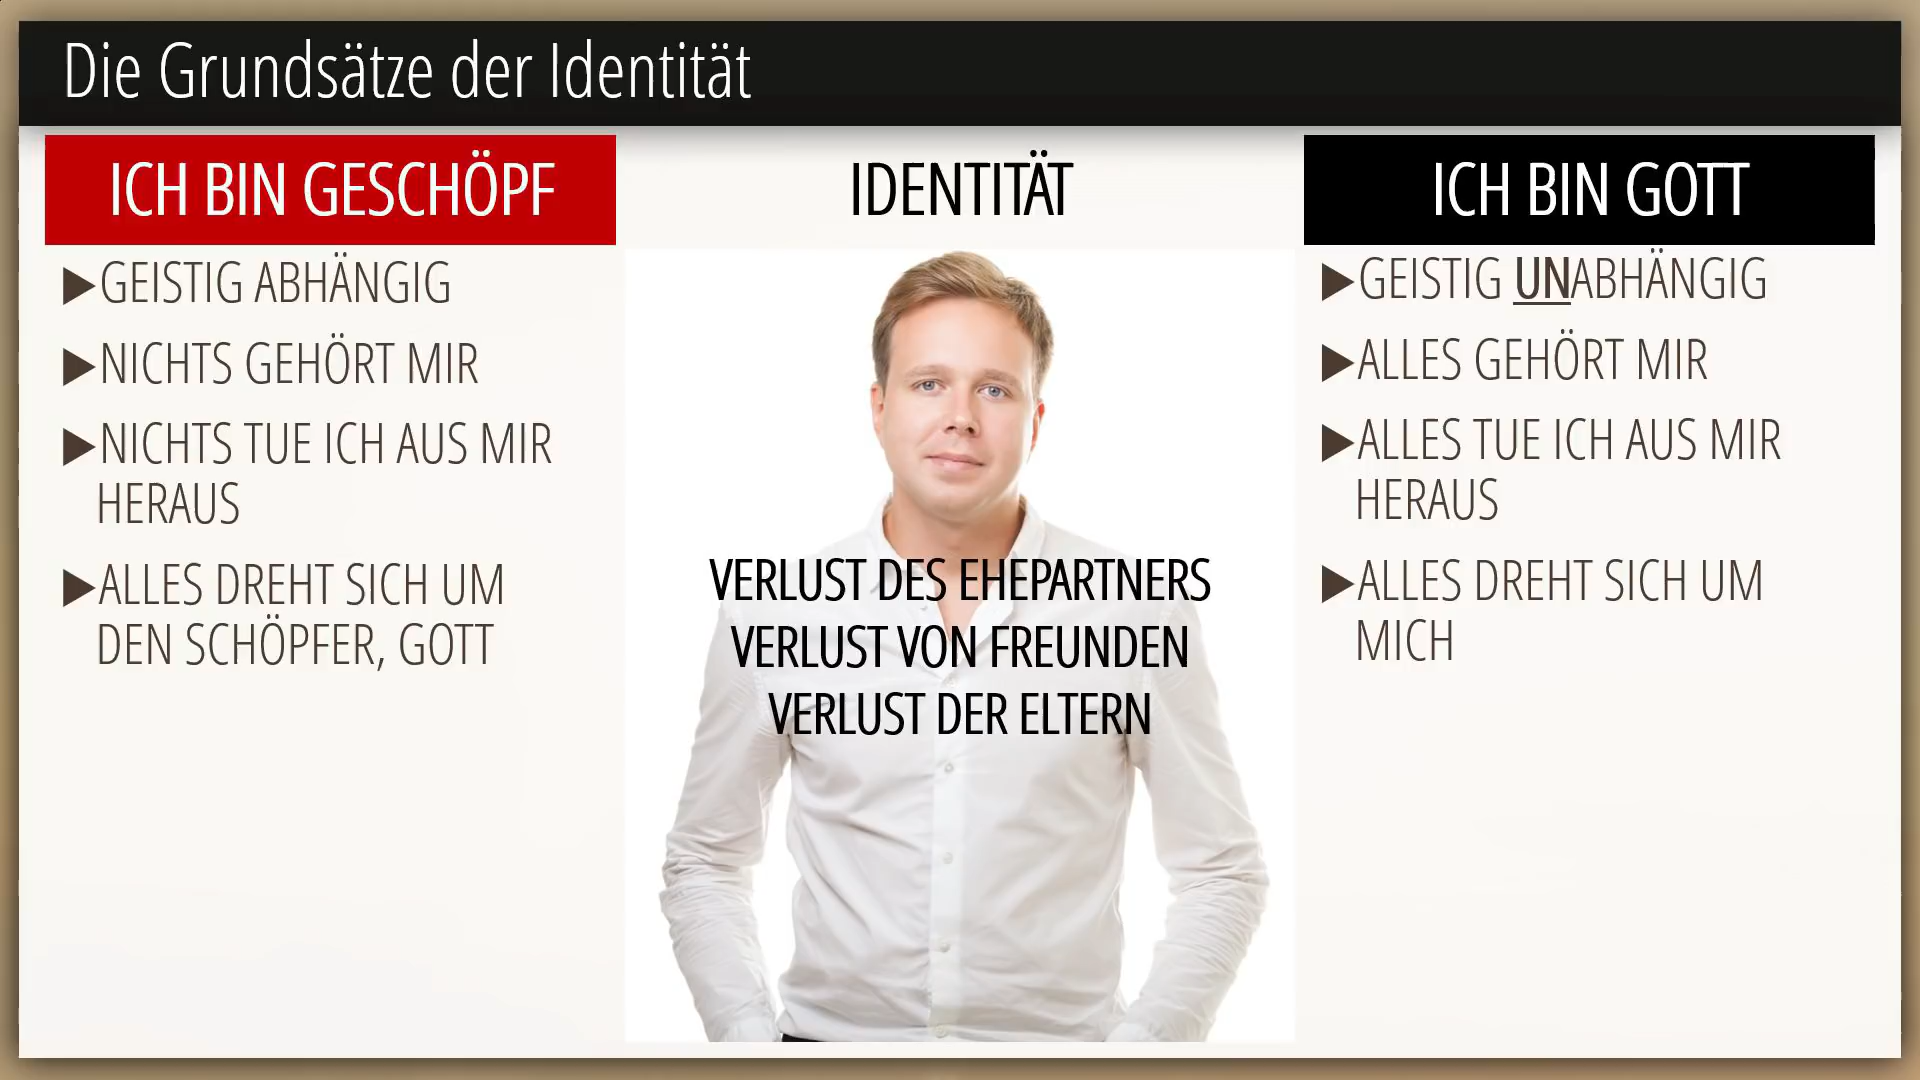 Die Grundsätze der Identität
ICH BIN GESCHÖPF
▶GEISTIG ABHÄNGIG
▶NICHTS GEHÖRT MIR
▶NICHTS TUE ICH AUS MIR
HERAUS
▶ALLES DREHT SICH UM
DEN SCHÖPFER, GOTT
IDENTITÄT
VERLUST DES EHEPARTNERS
VERLUST VON FREUNDEN
VERLUST DER ELTERN
ICH BIN GOTT
▶GEISTIG UNABHÄNGIG
▶ALLES GEHÖRT MIR
▶ALLES TUE ICH AUS MIR
HERAUS
▶ALLES DREHT SICH UM
MICH